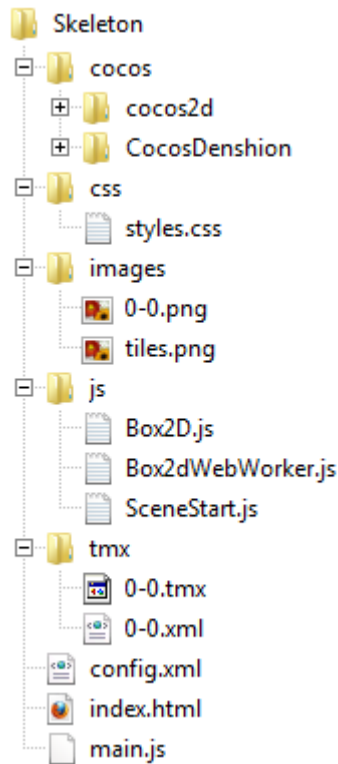 Skeleton
cocos
cocos2d
CocosDenshion
css
styles.css
images
0-0.png
tiles.png
js
Box2D.js
Box2dWebWorker.js
SceneStart.js
tmx
0-0.tmx
0-0.xml
config.xml
index.html
main.js